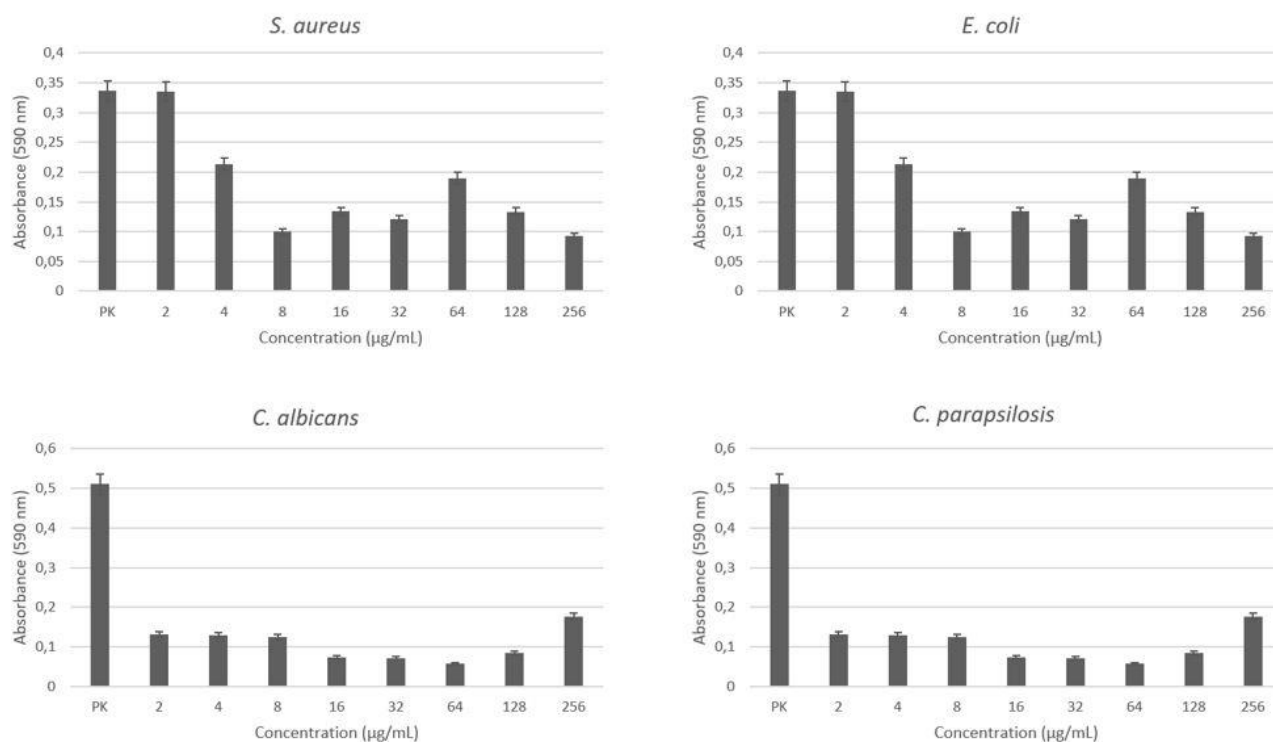 S. aureus
0,4
0,35
0,3
0,25
0,2
0,15
0,1
0,05
0
Absorbance (590 nm)
PK 2 4 8 16 32 64 128 256
Concentration (µg/mL)
E. coli
0,4
0,35
0,3
0,25
0,2
0,15
0,1
0,05
0
Absorbance (590 nm)
PK 2 4 8 16 32 64 128 256
Concentration (µg/mL)
C. albicans
0,6
0,5
0,4
0,3
0,2
0,1
0
Absorbance (590 nm)
PK 2 4 8 16 32 64 128 256
Concentration (µg/mL)
C. parapsilosis
0,6
0,5
0,4
0,3
0,2
0,1
0
Absorbance (590 nm)
PK 2 4 8 16 32 64 128 256
Concentration (µg/mL)